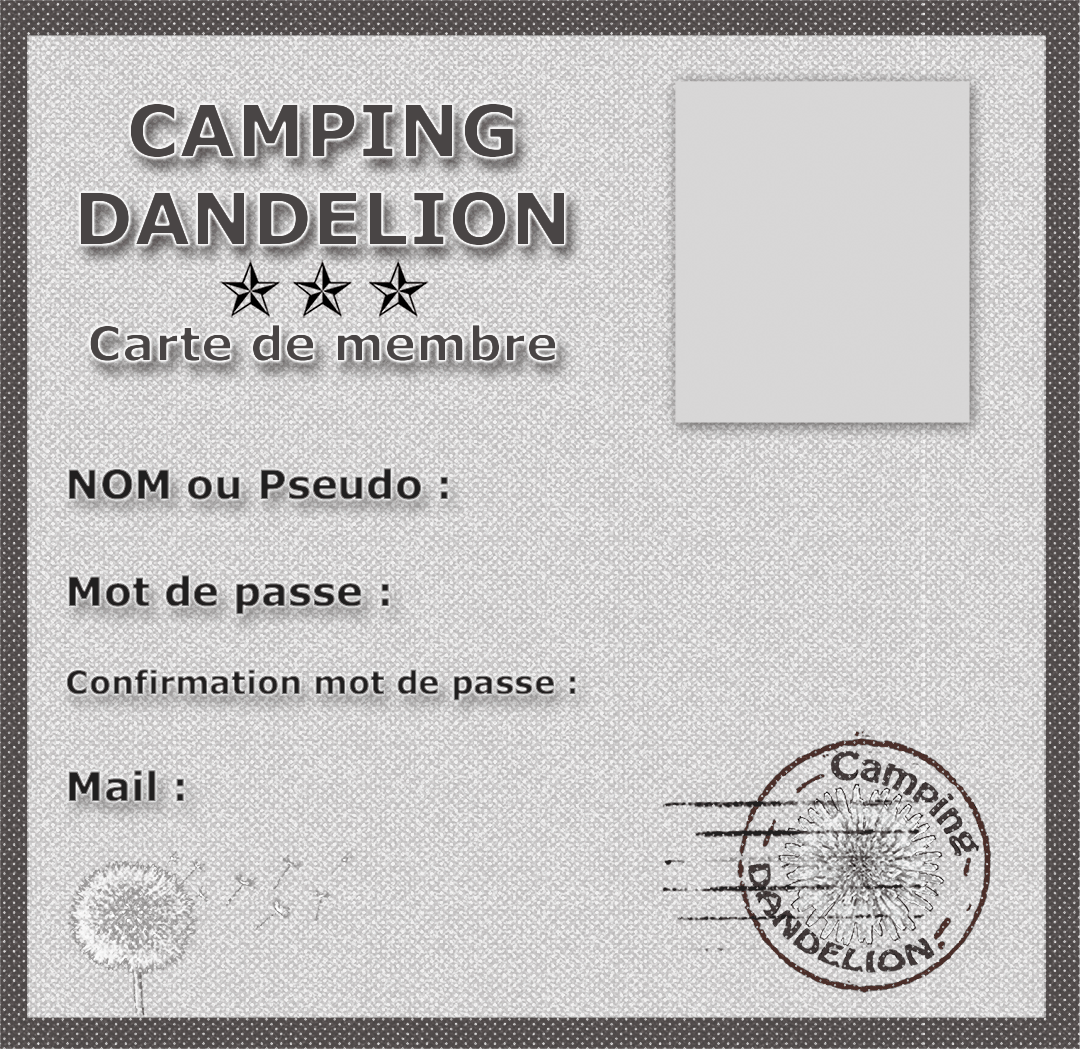 CAMPING
DANDELION
Carte de membre
NOM ou Pseudo :
Mot de passe :
Confirmation mot de passe :
Mail :
Camping
DANDELION